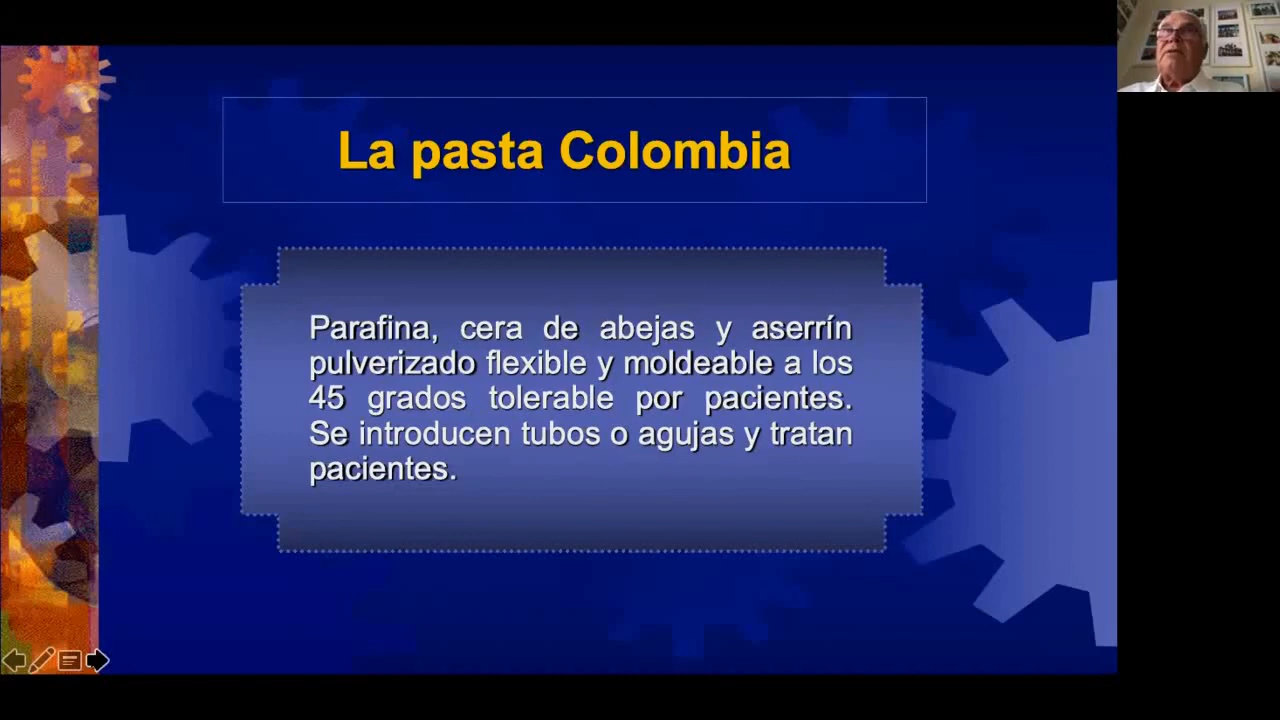 La pasta Colombia
Parafina, cera de abejas y aserrín
pulverizado flexible y moldeable a los
45 grados tolerable por pacientes.
Se introducen tubos o agujas y tratan
pacientes.